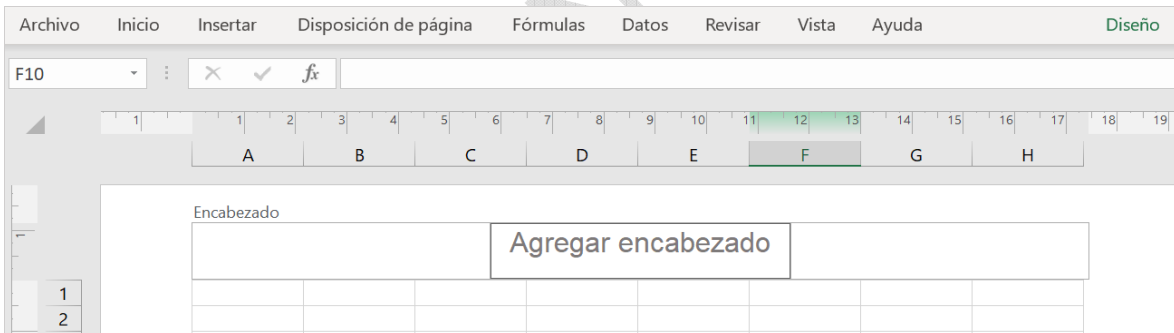 Archivo Inicio Insertar Disposición de página Fórmulas Datos Revisar Vista Ayuda Diseño
F10 fx
1 1 2 3 4 5 6 7 8 9 10 11 12 13 14 15 16 17 18 19
A B C D E F G H
Encabezado
Agregar encabezado
1
1
2